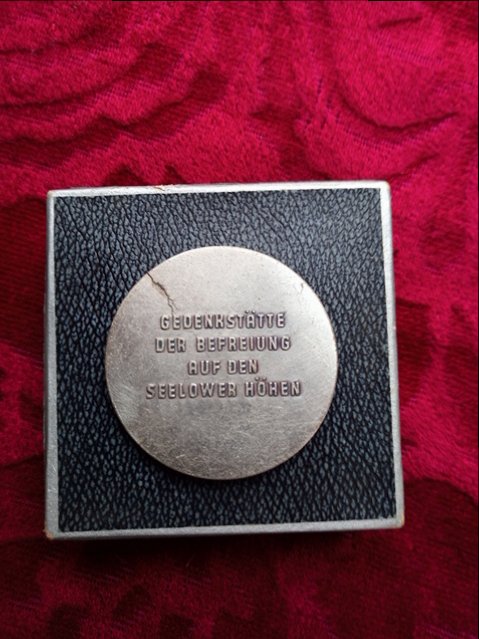 GEDENKSTÄTTE
DER BEFREIUNG
AUF DEN
SEELOWER HÖHEN